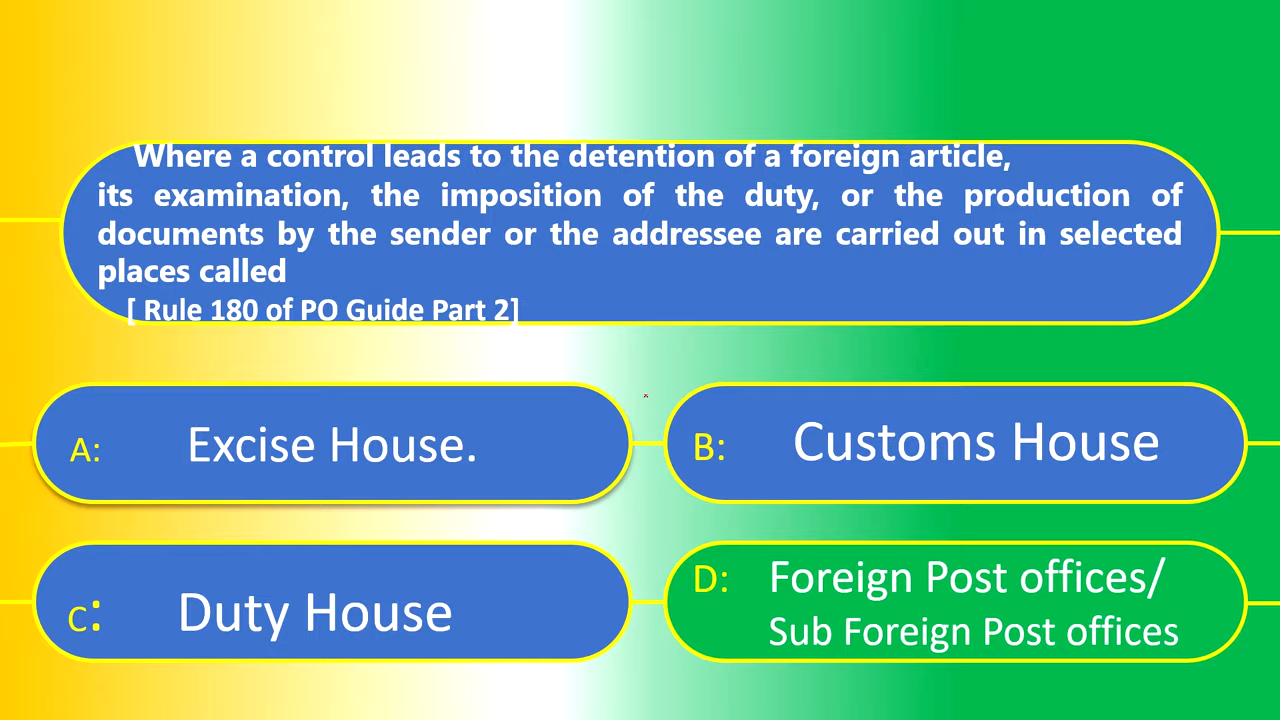 Where a control leads to the detention of a foreign article,
its examination, the imposition of the duty, or the production of
documents by the sender or the addressee are carried out in selected
places called
[ Rule 180 of PO Guide Part 2]
A: Excise House.
B: Customs House
C: Duty House
D: Foreign Post offices/
Sub Foreign Post offices